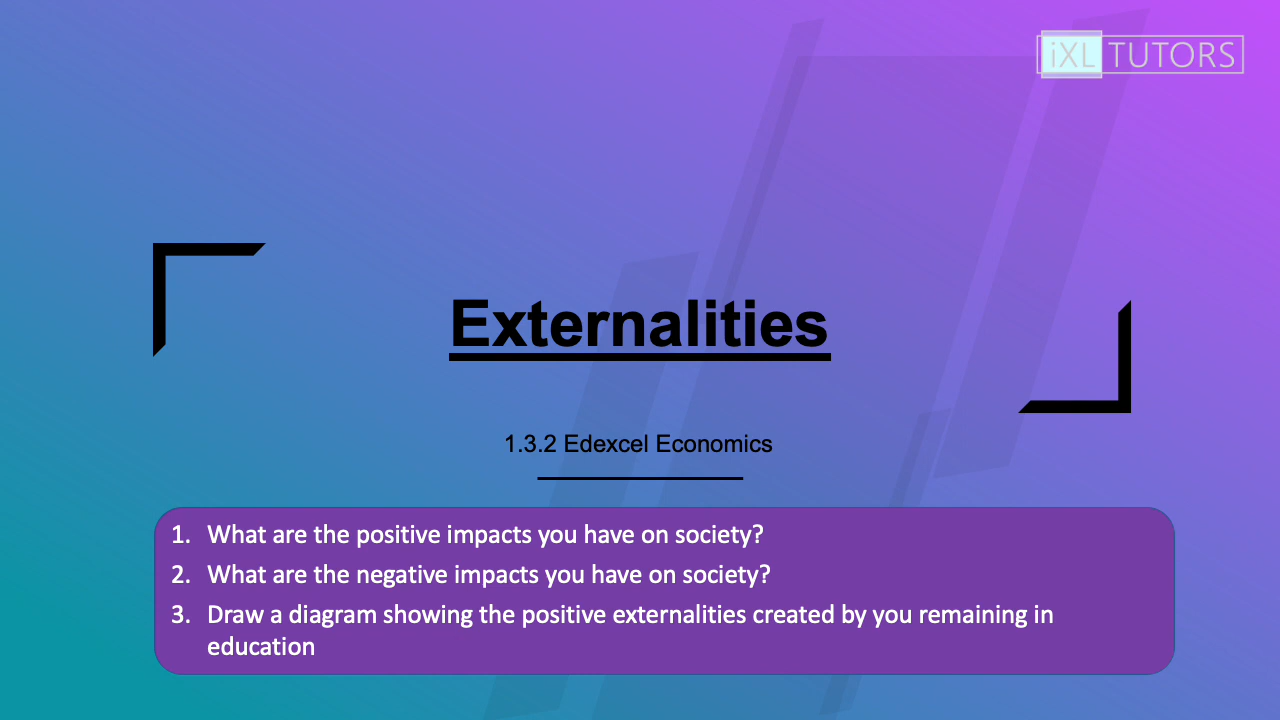 iXL TUTORS
Externalities
1.3.2 Edexcel Economics
1. What are the positive impacts you have on society?
2. What are the negative impacts you have on society?
3. Draw a diagram showing the positive externalities created by you remaining in
education